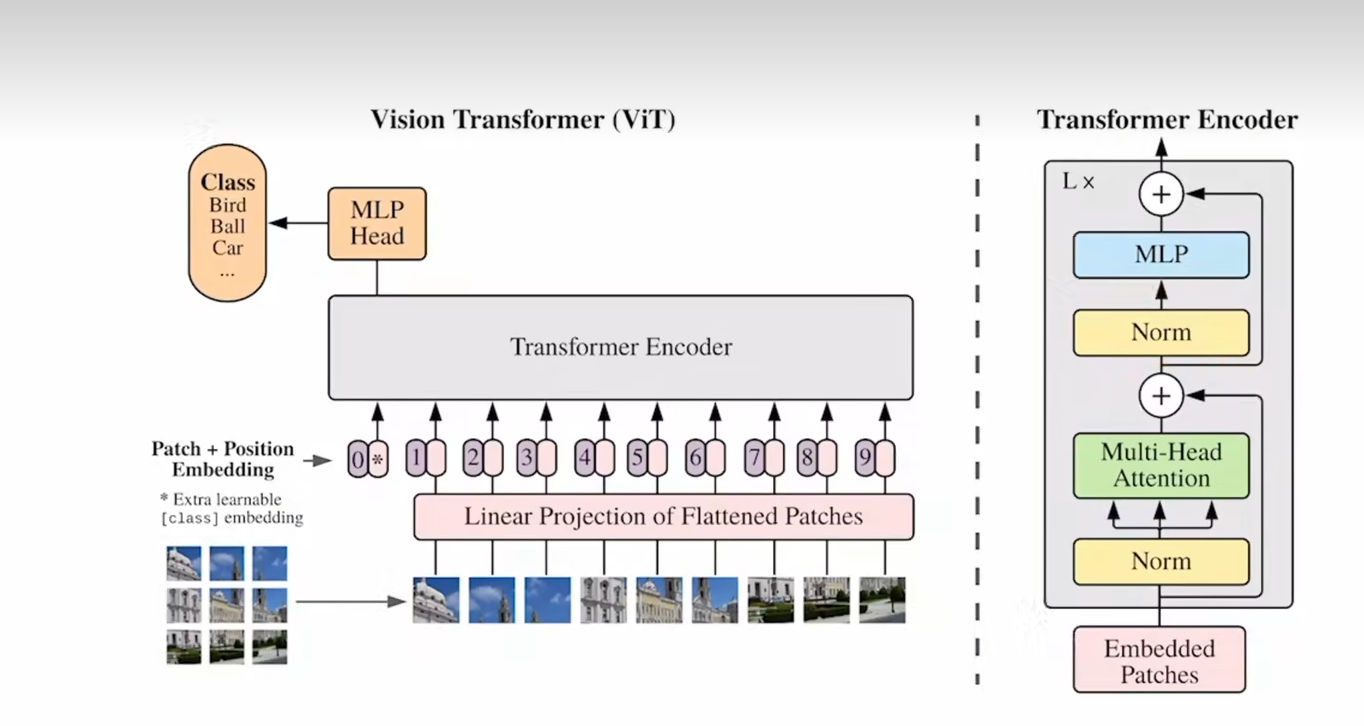 Vision Transformer (ViT)
Class
Bird
Ball
Car
...
MLP
Head
Transformer Encoder
Patch + Position
Embedding
0 * 1 2 3 4 5 6 7 8 9
* Extra learnable
[class] embedding
Linear Projection of Flattened Patches
Transformer Encoder
L x
+
MLP
Norm
+
Multi-Head
Attention
Norm
Embedded
Patches